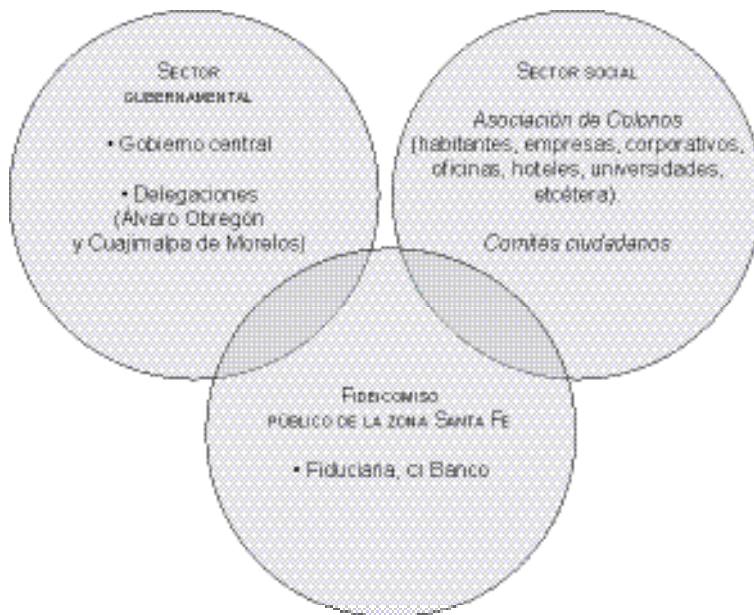 SECTOR
GUBERNAMENTAL
• Gobierno central
• Delegaciones
(Álvaro Obregón
y Cuajimalpa de Morelos)
SECTOR SOCIAL
Asociación de Colonos
(habitantes, empresas, corporativos,
oficinas, hoteles, universidades,
etcétera).
Comités ciudadanos
FIDEICOMISO
PÚBLICO DE LA ZONA SANTA FE
• Fiduciaria, CI Banco